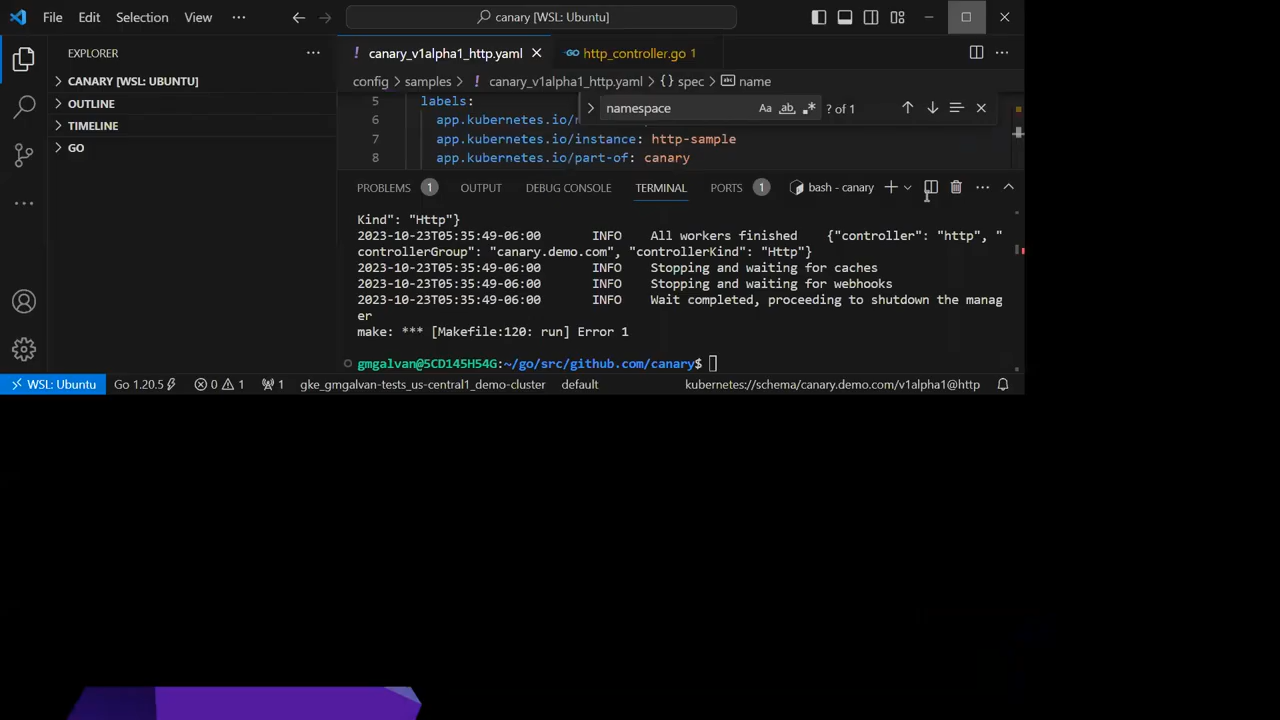 File Edit Selection View ··· canary [WSL: Ubuntu]
EXPLORER ···
CANARY [WSL: UBUNTU]
OUTLINE
TIMELINE
GO
! canary_v1alpha1_http.yaml http_controller.go 1
config > samples > ! canary_v1alpha1_http.yaml > {} spec > name
namespace Aa ab .* ? of 1
5 labels:
6 app.kubernetes.io/
7 app.kubernetes.io/instance: http-sample
8 app.kubernetes.io/part-of: canary
PROBLEMS 1 OUTPUT DEBUG CONSOLE TERMINAL PORTS 1 bash - canary
Kind": "Http"}
2023-10-23T05:35:49-06:00 INFO All workers finished {"controller": "http", "
controllerGroup": "canary.demo.com", "controllerKind": "Http"}
2023-10-23T05:35:49-06:00 INFO Stopping and waiting for caches
2023-10-23T05:35:49-06:00 INFO Stopping and waiting for webhooks
2023-10-23T05:35:49-06:00 INFO Wait completed, proceeding to shutdown the manag
er
make: *** [Makefile:120: run] Error 1
gmgalvan@5CD145H54G:~/go/src/github.com/canary$
WSL: Ubuntu Go 1.20.5 0 1 1 gke_gmgalvan-tests_us-central1_demo-cluster default kubernetes://schema/canary.demo.com/v1alpha1@http